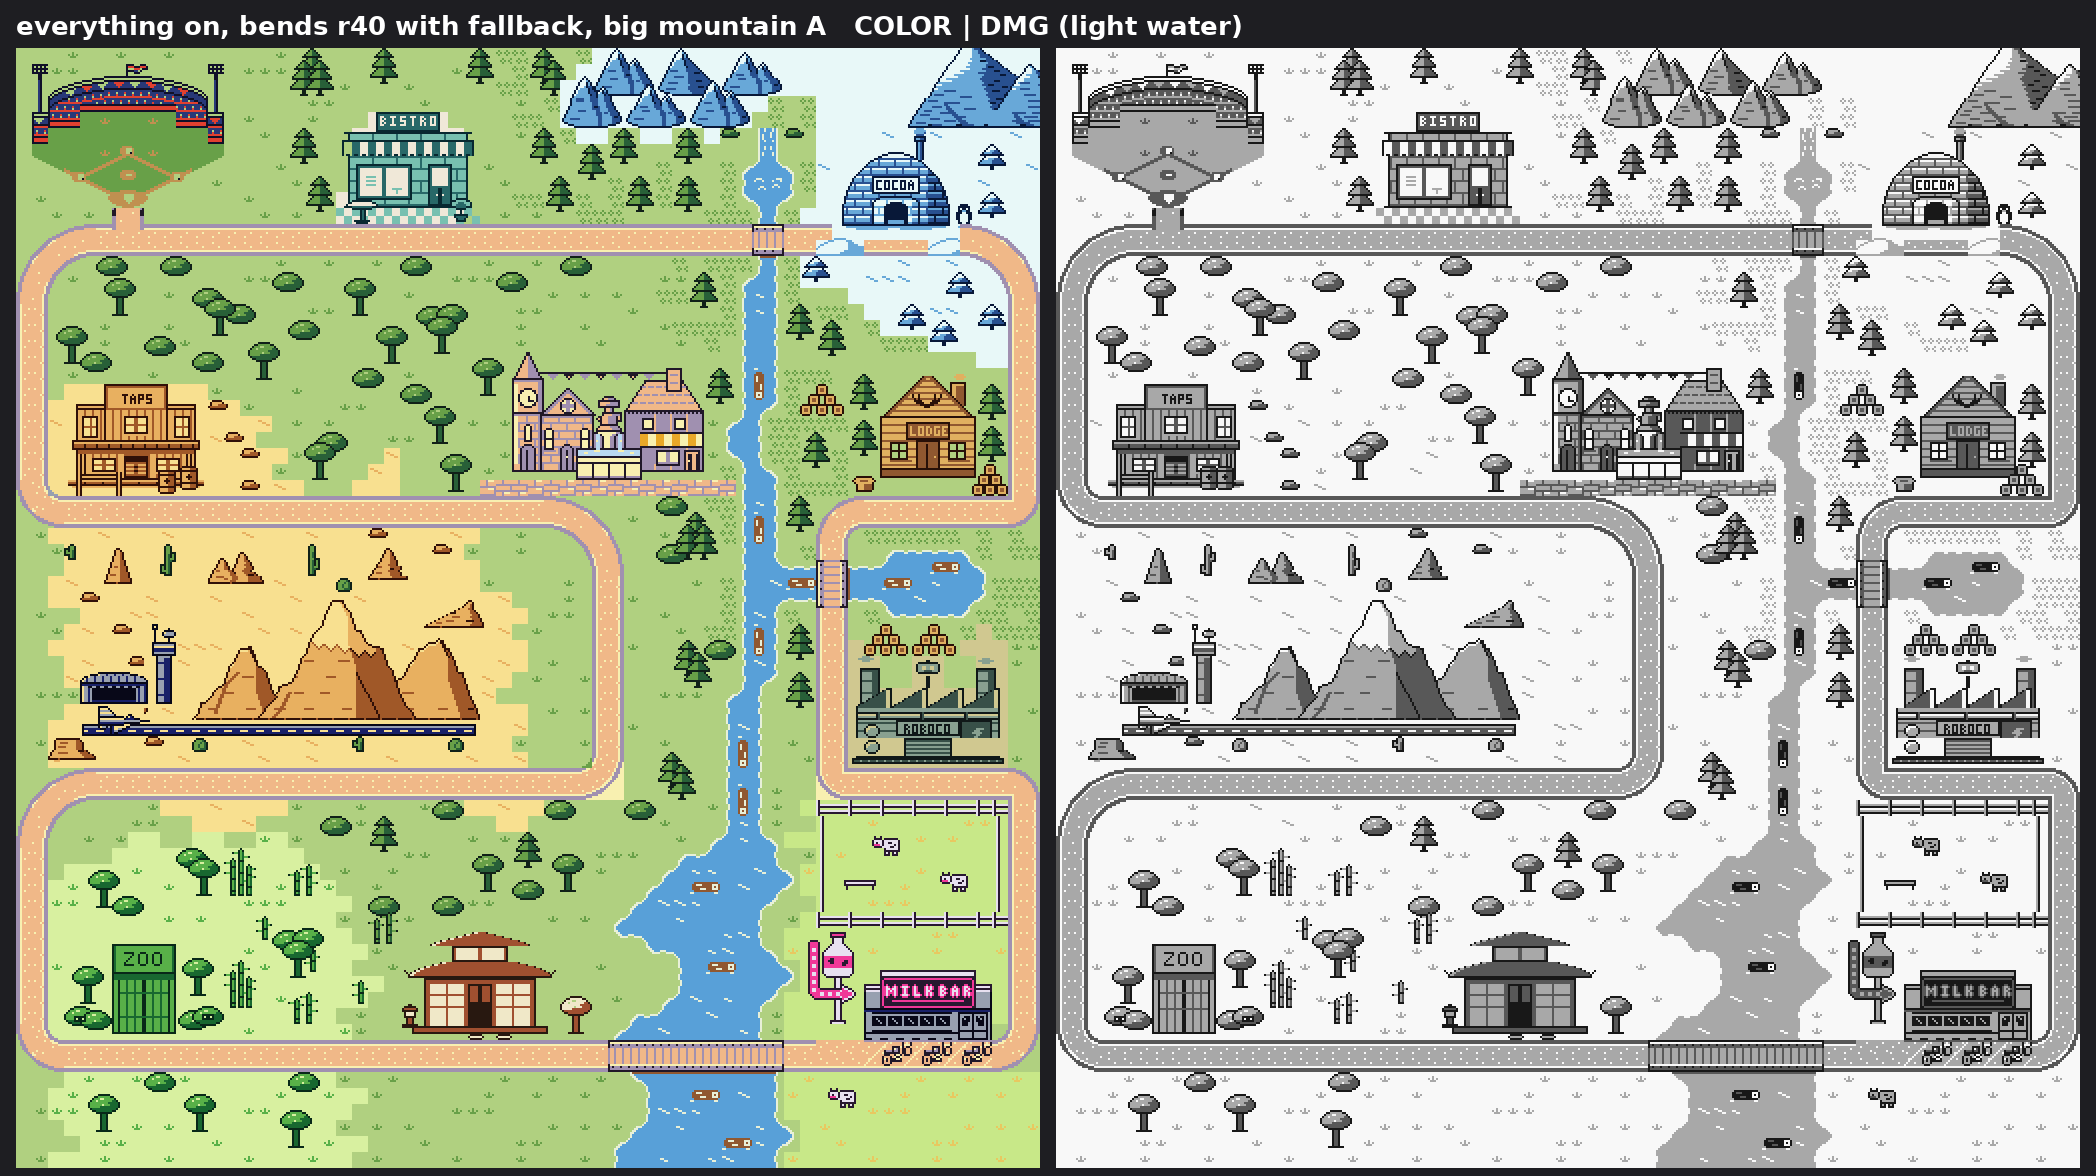 everything on, bends r40 with fallback, big mountain A COLOR | DMG (light water)
BISTRO
COCOA
TAPS
LODGE
ROBOCO
ZOO
MILKBAR
BISTRO
COCOA
TAPS
LODGE
ROBOCO
ZOO
MILKBAR